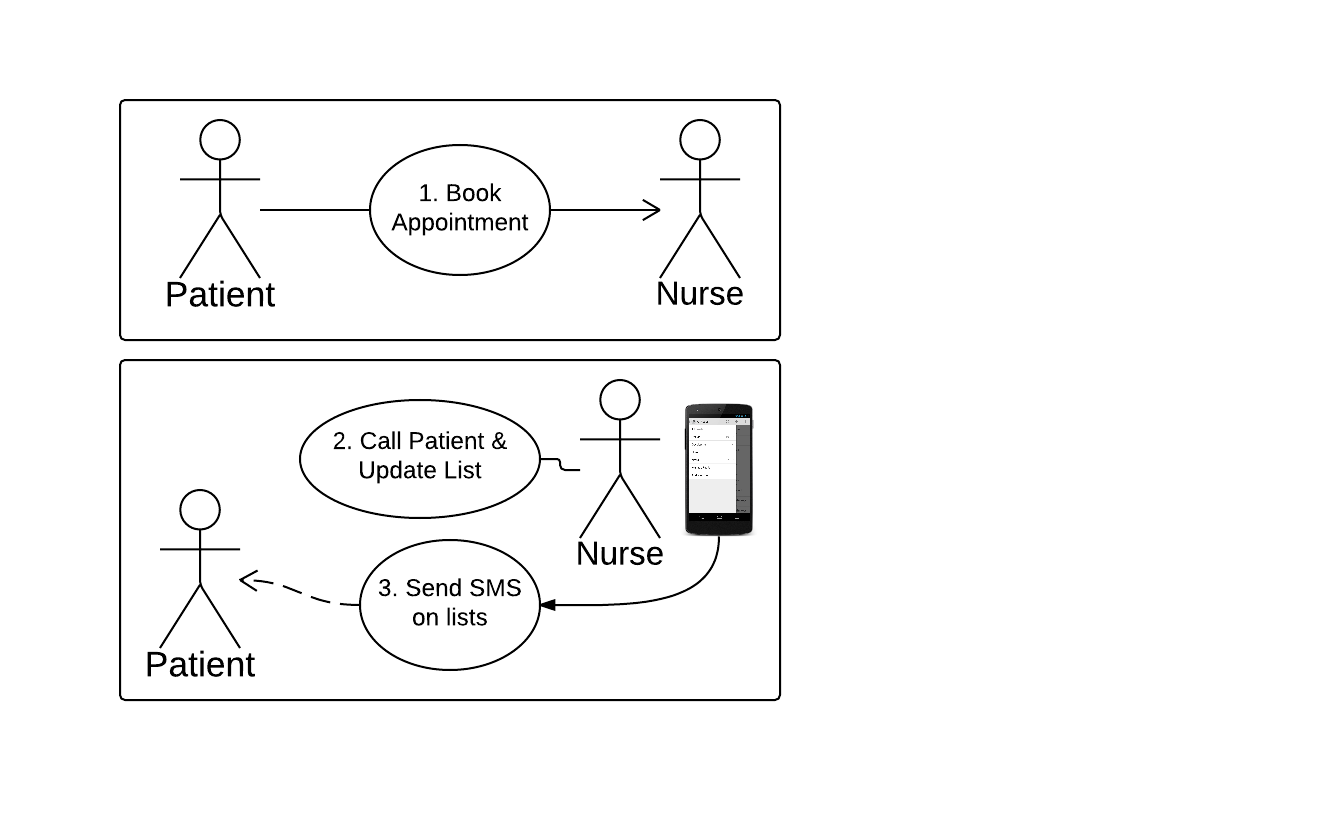 1. Book
Appointment
Patient
Nurse
2. Call Patient &
Update List
Nurse
3. Send SMS
on lists
Patient